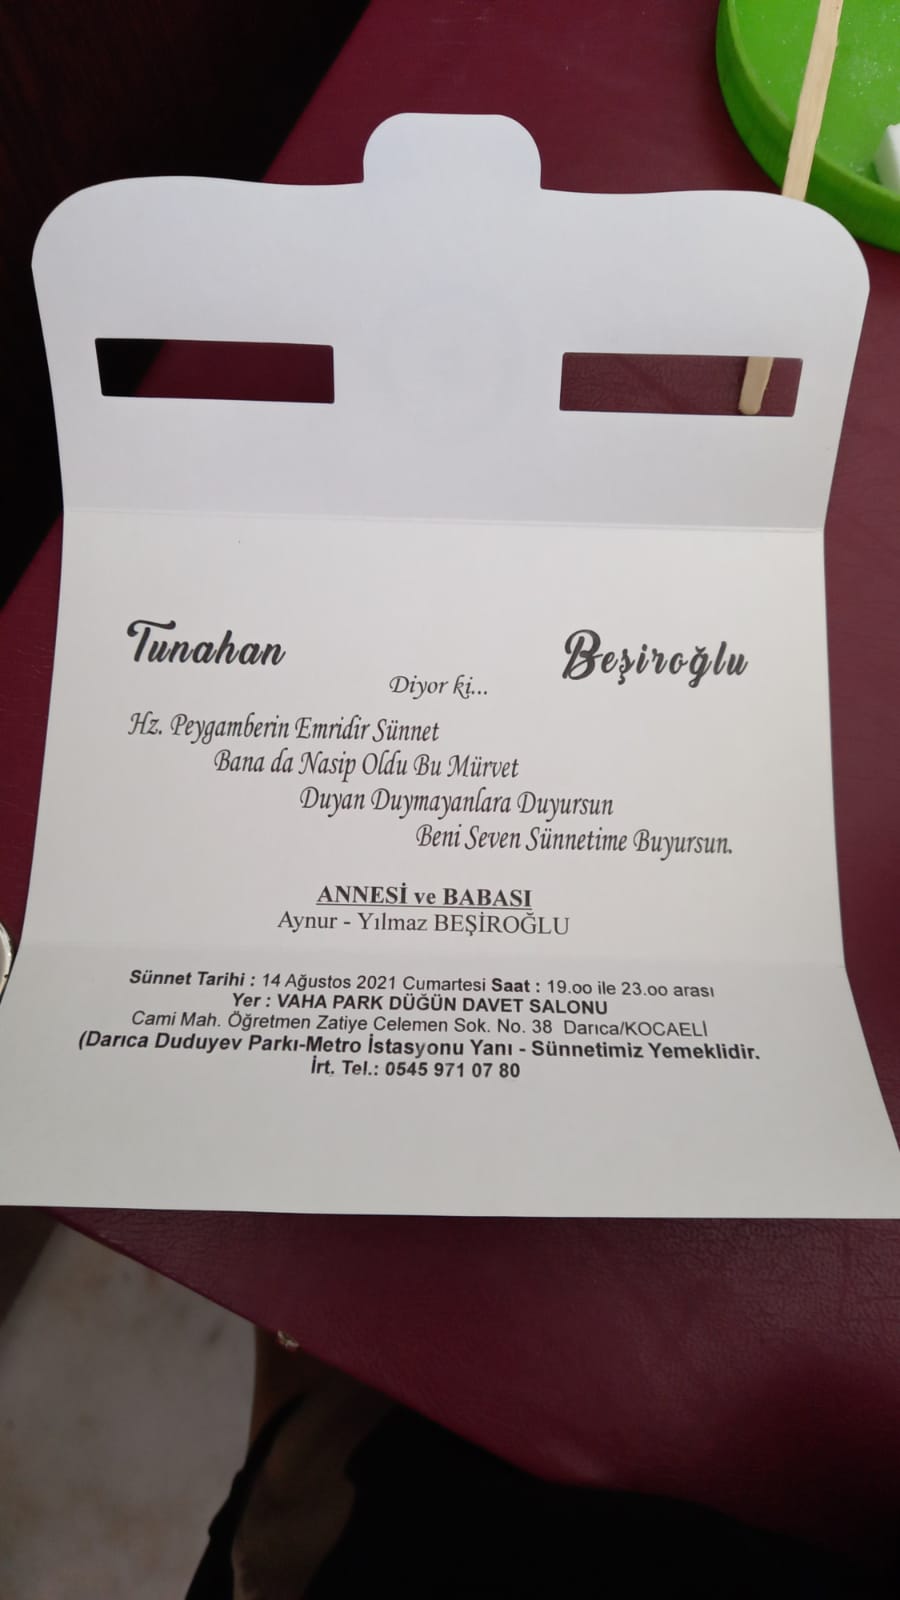 Tunahan Beşiroğlu
Diyor ki...
Hz. Peygamberin Emridir Sünnet
Bana da Nasip Oldu Bu Mürvet
Duyan Duymayanlara Duyursun
Beni Seven Sünnetime Buyursun.
ANNESİ ve BABASI
Aynur - Yılmaz BEŞİROĞLU
Sünnet Tarihi : 14 Ağustos 2021 Cumartesi Saat : 19.oo ile 23.oo arası
Yer : VAHA PARK DÜĞÜN DAVET SALONU
Cami Mah. Öğretmen Zatiye Celemen Sok. No. 38 Darıca/KOCAELİ
(Darıca Duduyev Parkı-Metro İstasyonu Yanı - Sünnetimiz Yemeklidir.
İrt. Tel.: 0545 971 07 80